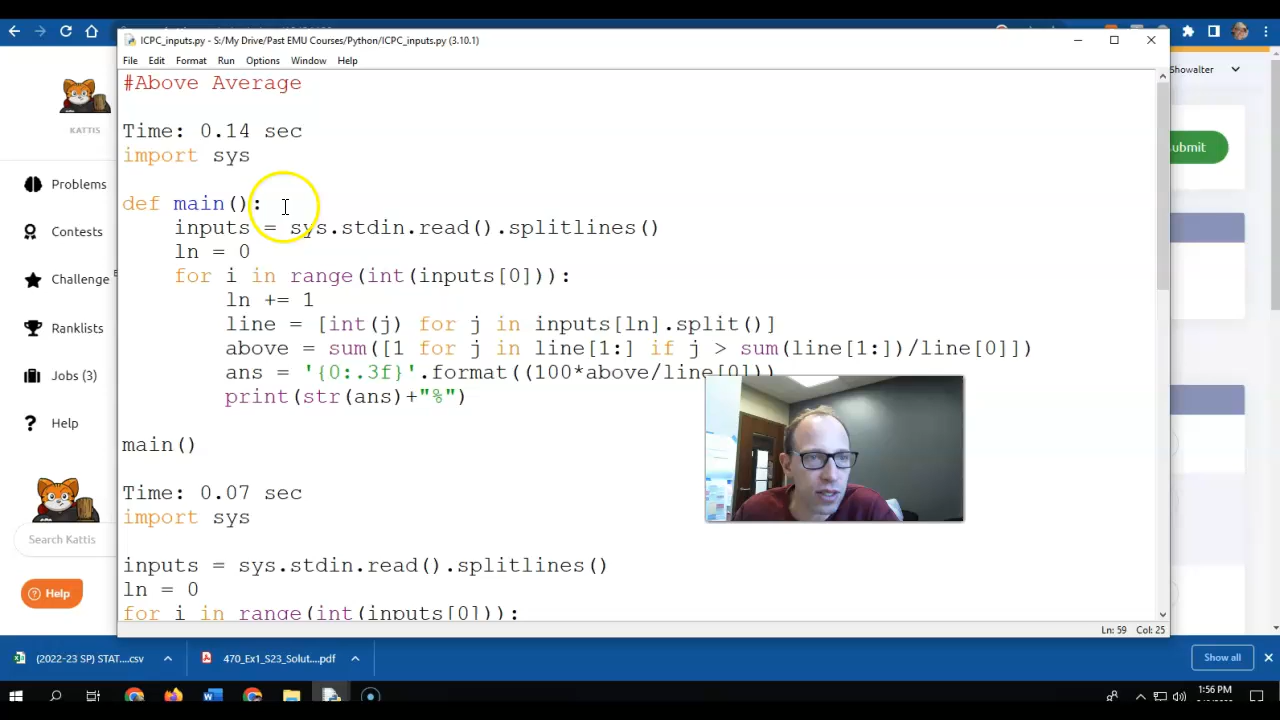 ICPC_inputs.py - S:/My Drive/Past EMU Courses/Python/ICPC_inputs.py (3.10.1)
File Edit Format Run Options Window Help
Showalter
KATTIS
Problems
Contests
Challenge
Ranklists
Jobs (3)
Help
Search Kattis
Help
#Above Average
Time: 0.14 sec
import sys
def main():
inputs = sys.stdin.read().splitlines()
ln = 0
for i in range(int(inputs[0])):
ln += 1
line = [int(j) for j in inputs[ln].split()]
above = sum([1 for j in line[1:] if j > sum(line[1:])/line[0]])
ans = '{0:.3f}'.format((100*above/line[0]))
print(str(ans)+"%")
main()
Time: 0.07 sec
import sys
inputs = sys.stdin.read().splitlines()
ln = 0
for i in range(int(inputs[0])):
ubmit
Ln: 59 Col: 25
(2022-23 SP) STAT....csv
470_Ex1_S23_Solut....pdf
Show all
1:56 PM